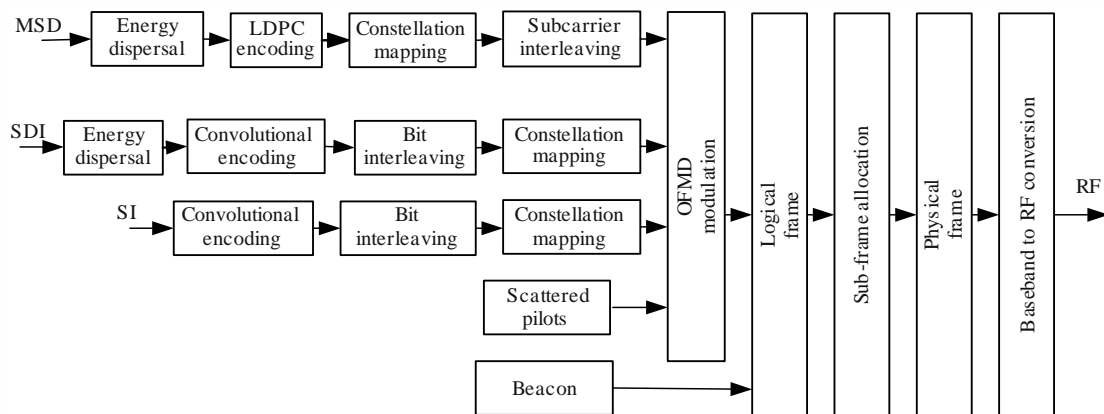 MSD
Energy
dispersal
LDPC
encoding
Constellation
mapping
Subcarrier
interleaving
SDI
Energy
dispersal
Convolutional
encoding
Bit
interleaving
Constellation
mapping
SI
Convolutional
encoding
Bit
interleaving
Constellation
mapping
Scattered
pilots
Beacon
OFMD
modulation
Logical
frame
Sub-frame allocation
Physical
frame
Baseband to RF conversion
RF